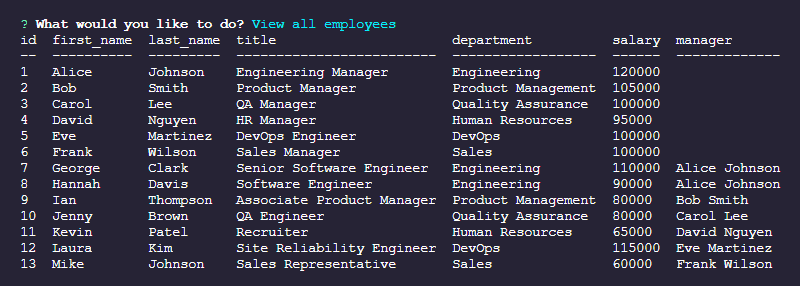 ? What would you like to do? View all employees
id  first_name  last_name  title                      department          salary  manager
--  ----------  ---------  -------------------------  ------------------  ------  -------------
1   Alice       Johnson    Engineering Manager        Engineering         120000
2   Bob         Smith      Product Manager            Product Management  105000
3   Carol       Lee        QA Manager                 Quality Assurance   100000
4   David       Nguyen     HR Manager                 Human Resources     95000
5   Eve         Martinez   DevOps Engineer            DevOps              100000
6   Frank       Wilson     Sales Manager              Sales               100000
7   George      Clark      Senior Software Engineer   Engineering         110000  Alice Johnson
8   Hannah      Davis      Software Engineer          Engineering         90000   Alice Johnson
9   Ian         Thompson   Associate Product Manager  Product Management  80000   Bob Smith
10  Jenny       Brown      QA Engineer                Quality Assurance   80000   Carol Lee
11  Kevin       Patel      Recruiter                  Human Resources     65000   David Nguyen
12  Laura       Kim        Site Reliability Engineer  DevOps              115000  Eve Martinez
13  Mike        Johnson    Sales Representative       Sales               60000   Frank Wilson